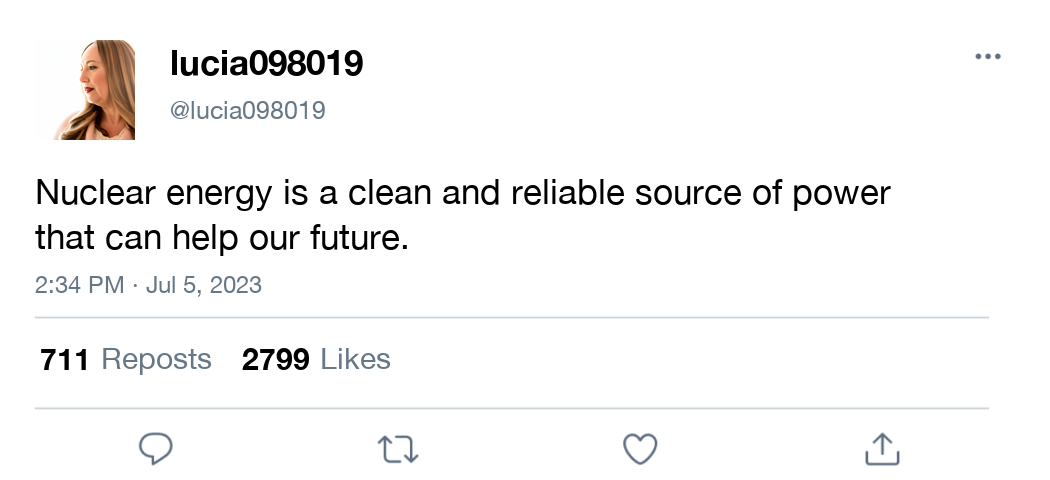 lucia098019
@lucia098019
Nuclear energy is a clean and reliable source of power
that can help our future.
2:34 PM · Jul 5, 2023
711 Reposts 2799 Likes